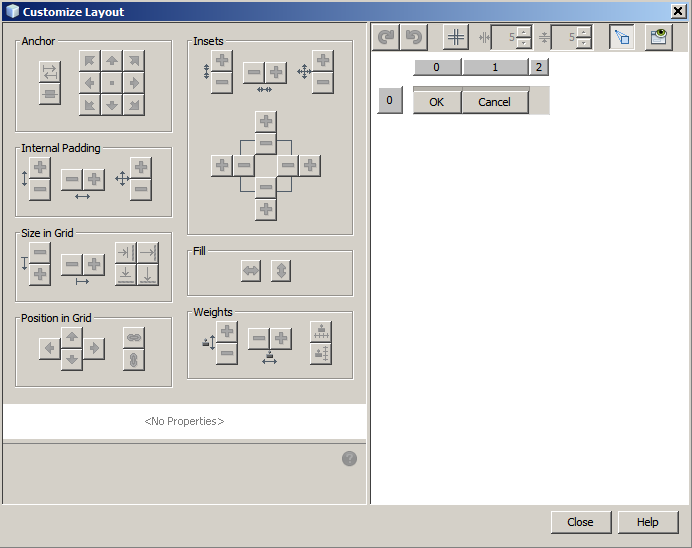 Customize Layout
Anchor
Insets
Internal Padding
Size in Grid
Fill
Position in Grid
Weights
<No Properties>
?
5
5
0 1 2
0
OK Cancel
Close Help